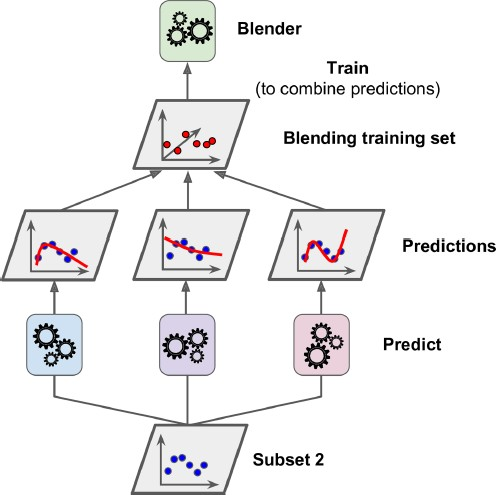 Blender
Train
(to combine predictions)
Blending training set
Predictions
Predict
Subset 2